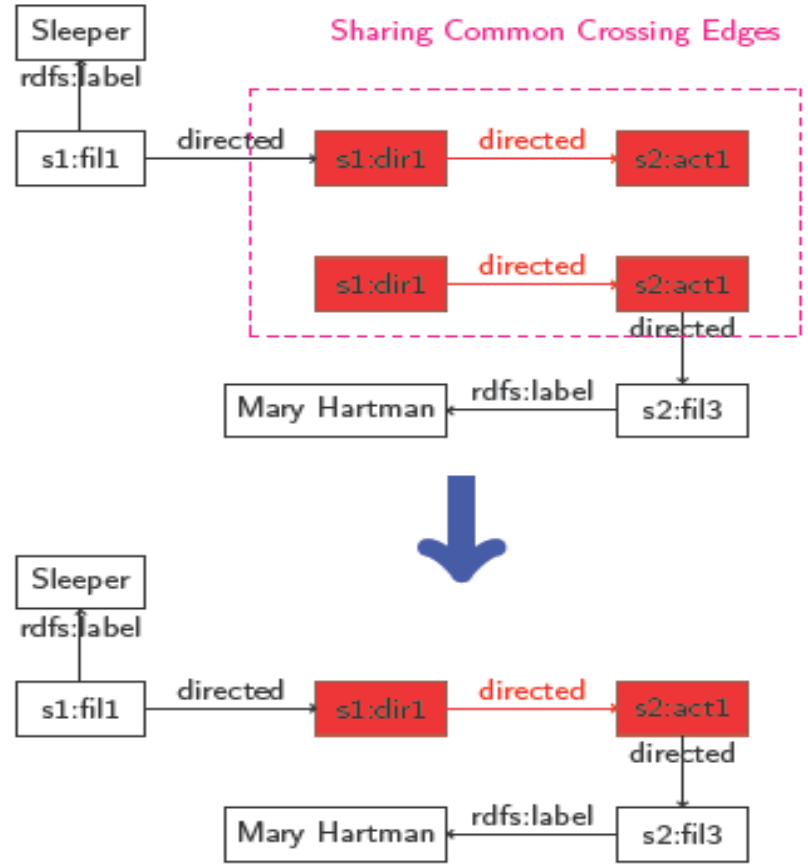 Sleeper
Sharing Common Crossing Edges
rdfs:label
s1:fil1
directed
s1:dir1
directed
s2:act1
s1:dir1
directed
s2:act1
directed
Mary Hartman
rdfs:label
s2:fil3
Sleeper
rdfs:label
s1:fil1
directed
s1:dir1
directed
s2:act1
directed
Mary Hartman
rdfs:label
s2:fil3